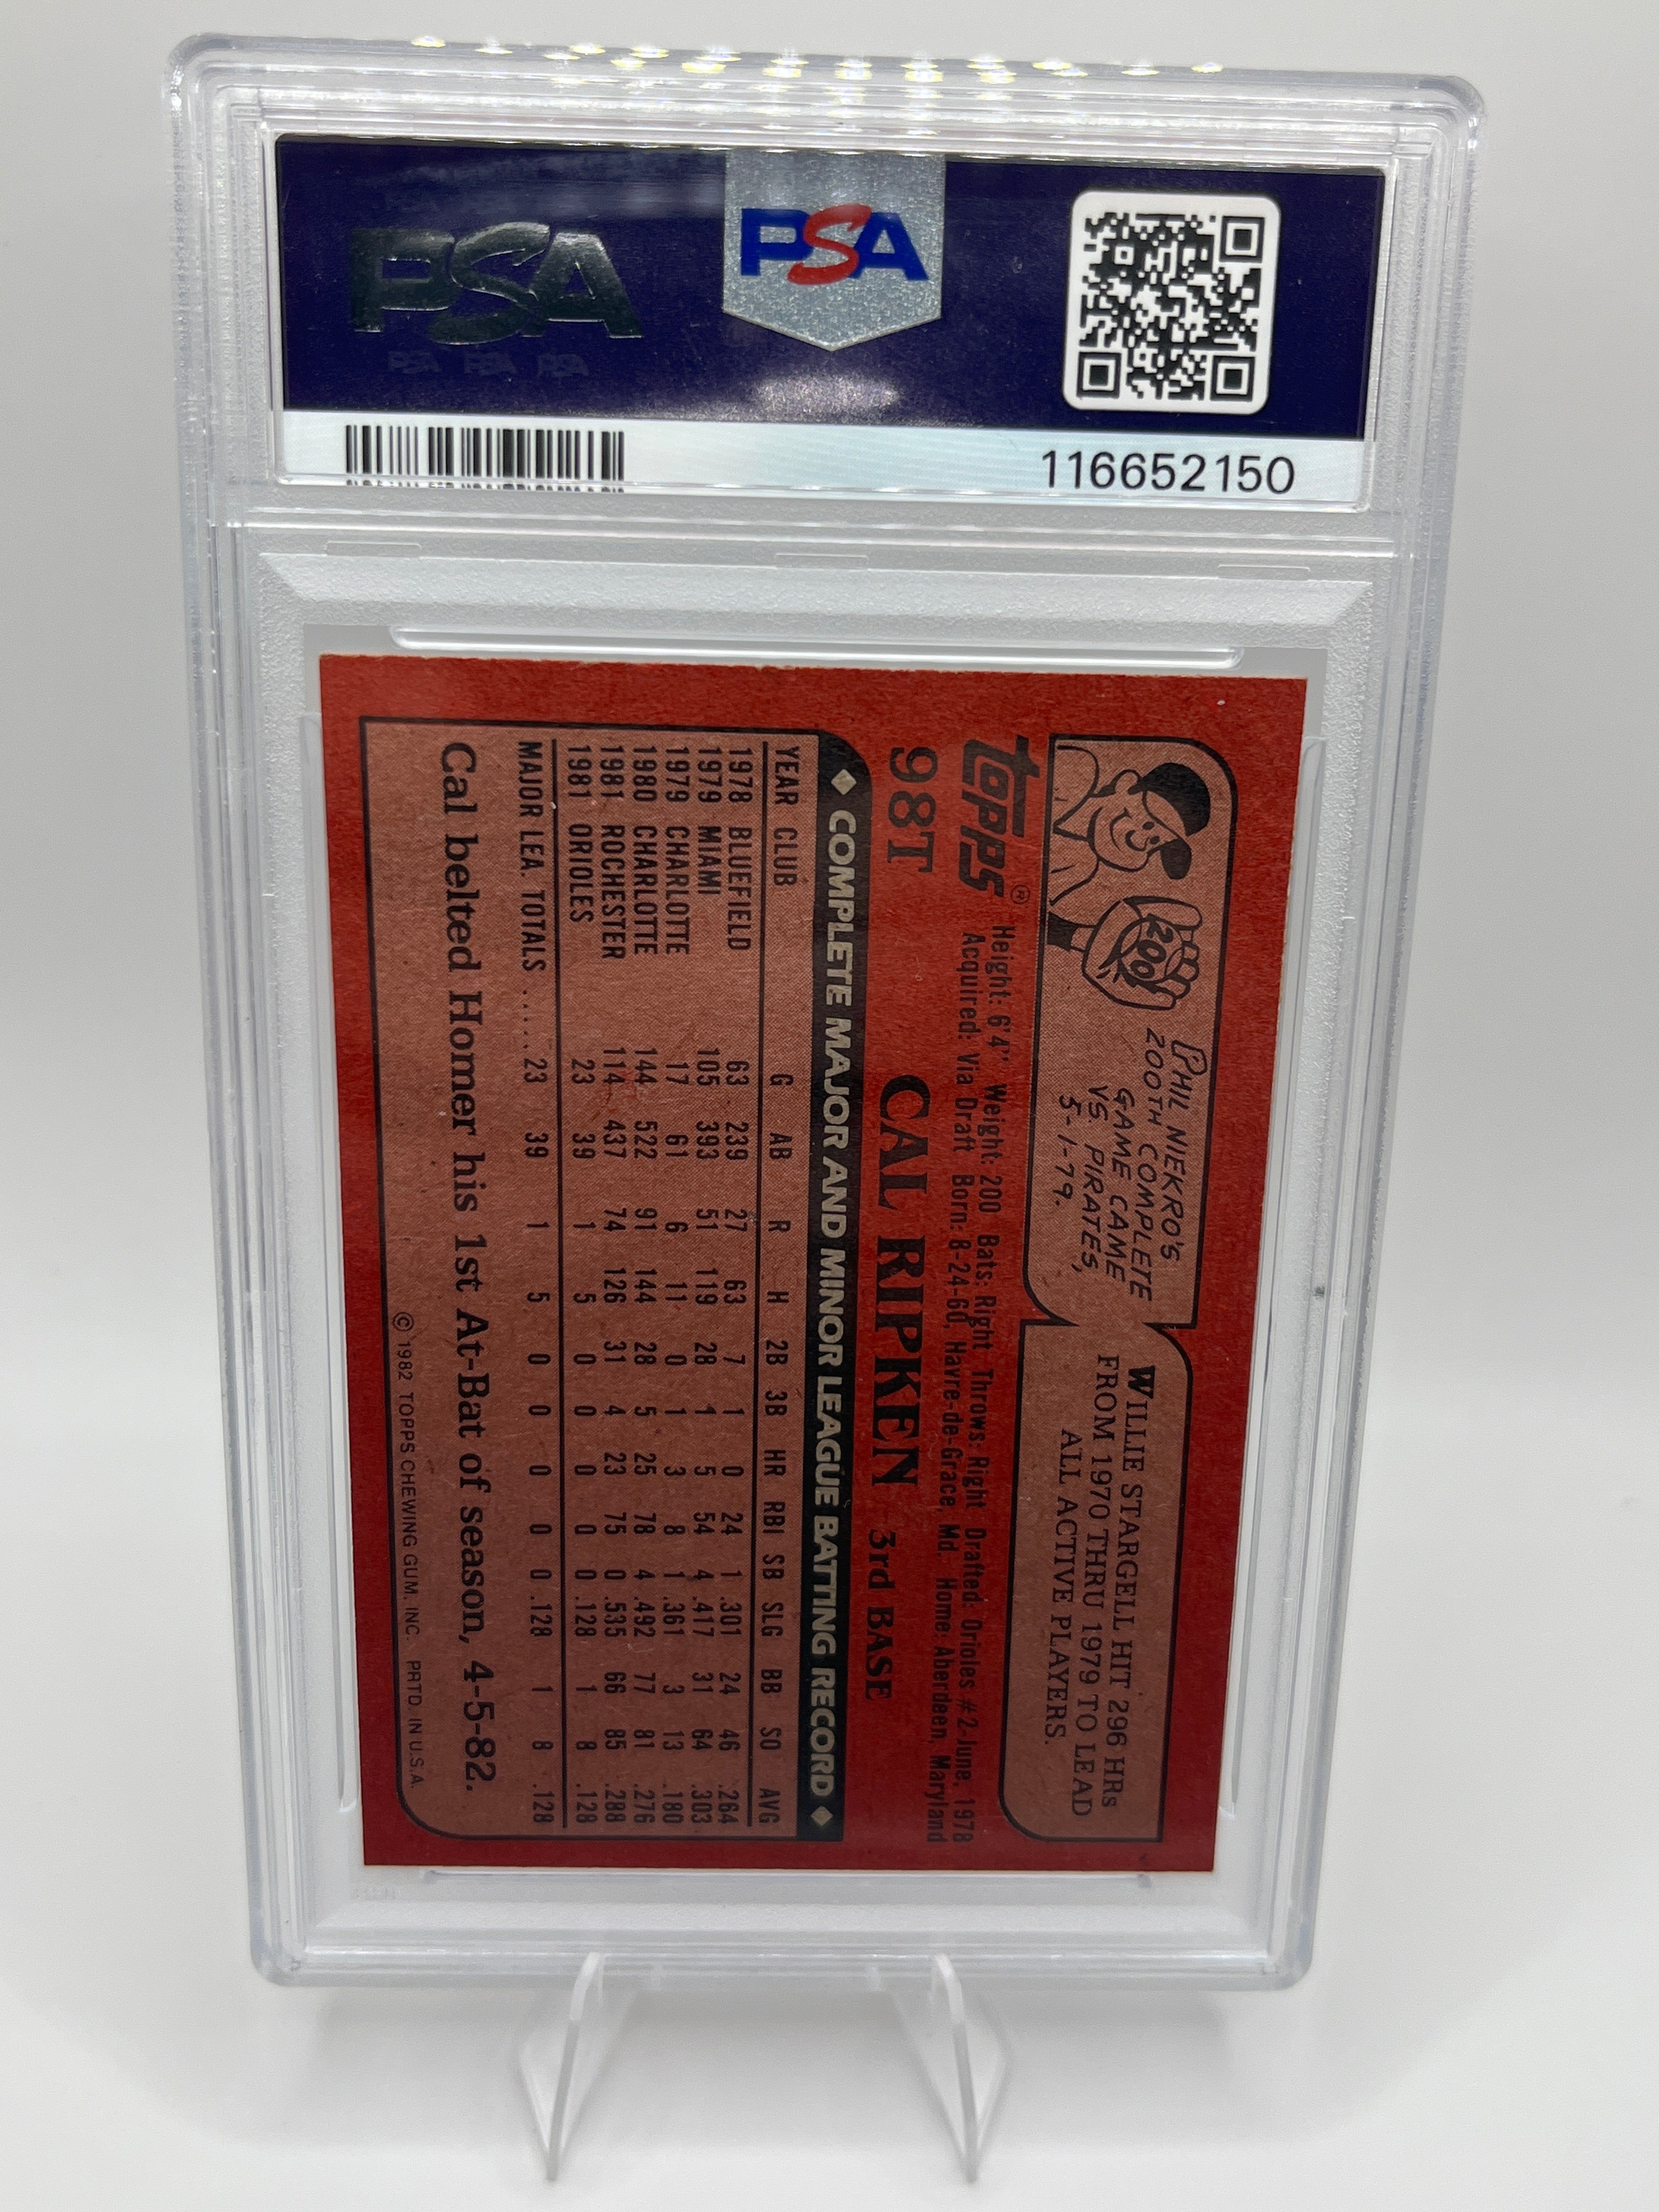 PSA
PSA
PSA PSA PSA
116652150
PHIL NIEKRO'S
200TH COMPLETE
GAME CAME
VS. PIRATES,
5-1-79.
200
WILLIE STARGELL HIT 296 HRs
FROM 1970 THRU 1979 TO LEAD
ALL ACTIVE PLAYERS.
Topps®
98T
Height: 6'4" Weight: 200 Bats: Right Throws: Right Drafted: Orioles #2-June, 1978
Acquired: Via Draft Born: 8-24-60, Havre-de-Grace, Md. Home: Aberdeen, Maryland
CAL RIPKEN 3rd BASE
◆ COMPLETE MAJOR AND MINOR LEAGUE BATTING RECORD ◆
YEAR CLUB G AB R H 2B 3B HR RBI SB SLG BB SO AVG
1978 BLUEFIELD 63 239 27 63 7 1 0 24 1 .301 24 46 .264
1979 MIAMI 105 393 51 119 28 1 5 54 4 .417 31 64 .303
1979 CHARLOTTE 17 61 6 11 0 1 3 8 1 .361 3 13 .180
1980 CHARLOTTE 144 522 91 144 28 5 25 78 4 .492 77 81 .276
1981 ROCHESTER 114 437 74 126 31 4 23 75 0 .535 66 85 .288
1981 ORIOLES 23 39 1 5 0 0 0 0 0 .128 1 8 .128
MAJOR LEA. TOTALS ...... 23 39 1 5 0 0 0 0 0 .128 1 8 .128
Cal belted Homer his 1st At-Bat of season, 4-5-82.
© 1982 TOPPS CHEWING GUM, INC. PRTD. IN U.S.A.